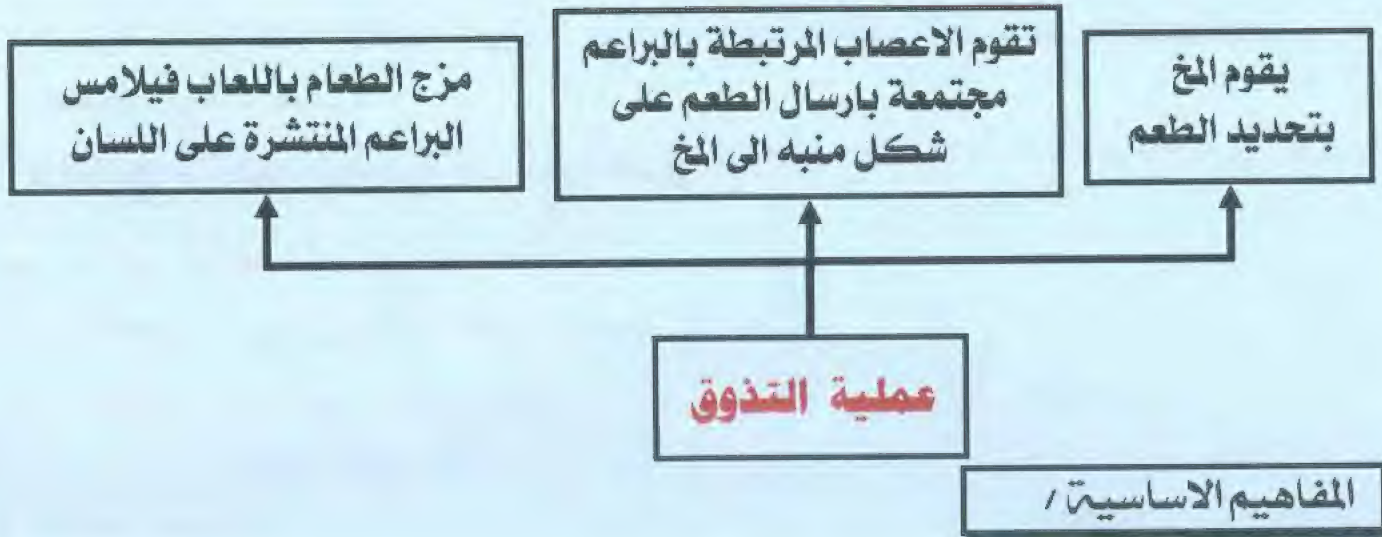 يقوم المخ
بتحديد الطعم
تقوم الاعصاب المرتبطة بالبراعم
مجتمعة بارسال الطعم على
شكل منبه الى المخ
مزج الطعام باللعاب فيلامس
البراعم المنتشرة على اللسان
عملية التذوق
المفاهيم الاساسية /